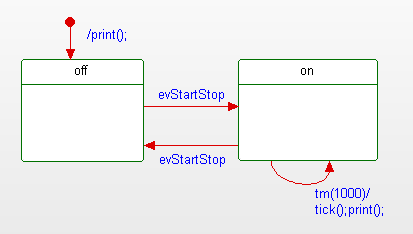 /print();
off
on
evStartStop
evStartStop
tm(1000)/
tick();print();